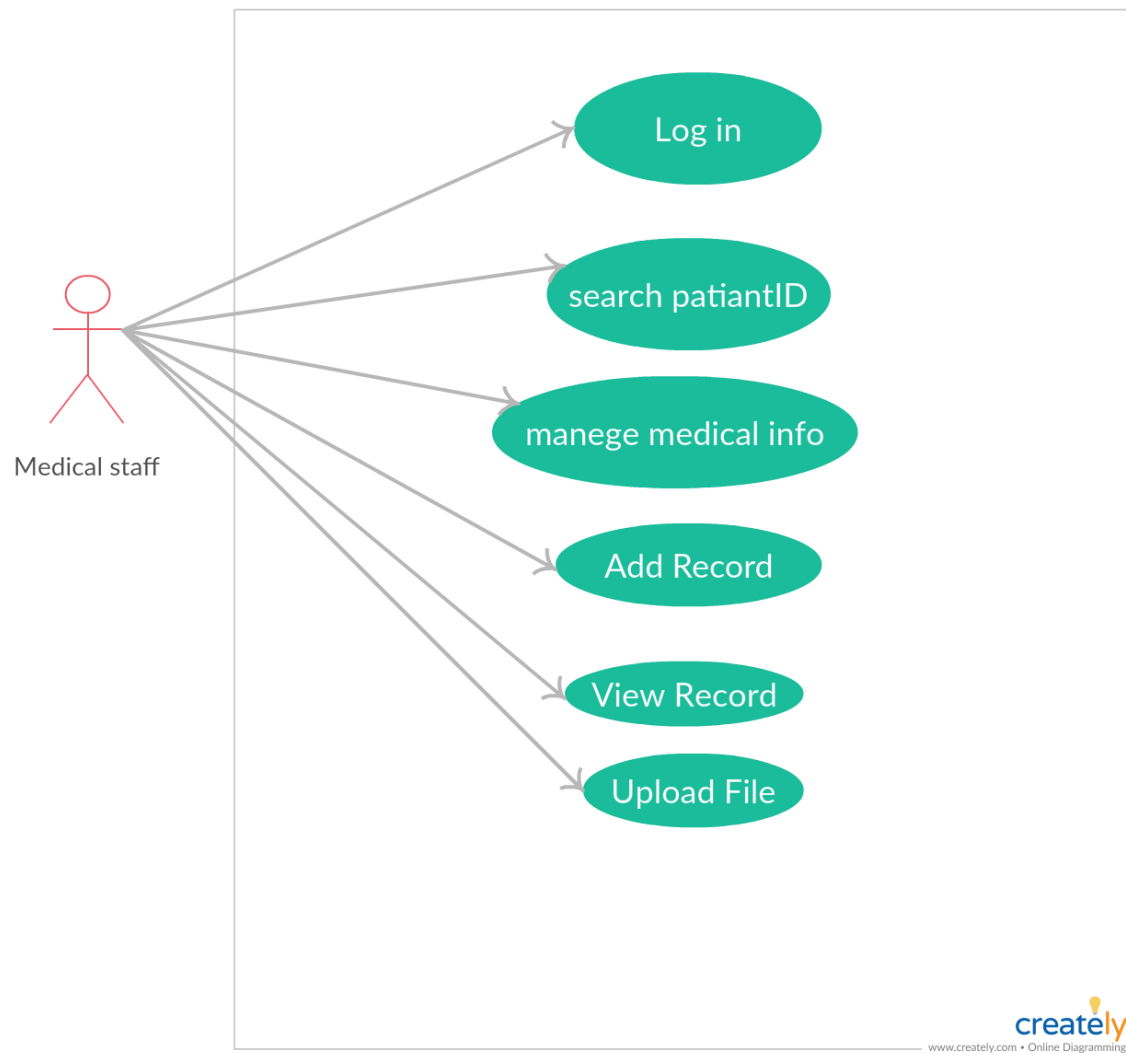 Log in
search patiantID
manege medical info
Medical staff
Add Record
View Record
Upload File
creately
www.creately.com • Online Diagramming